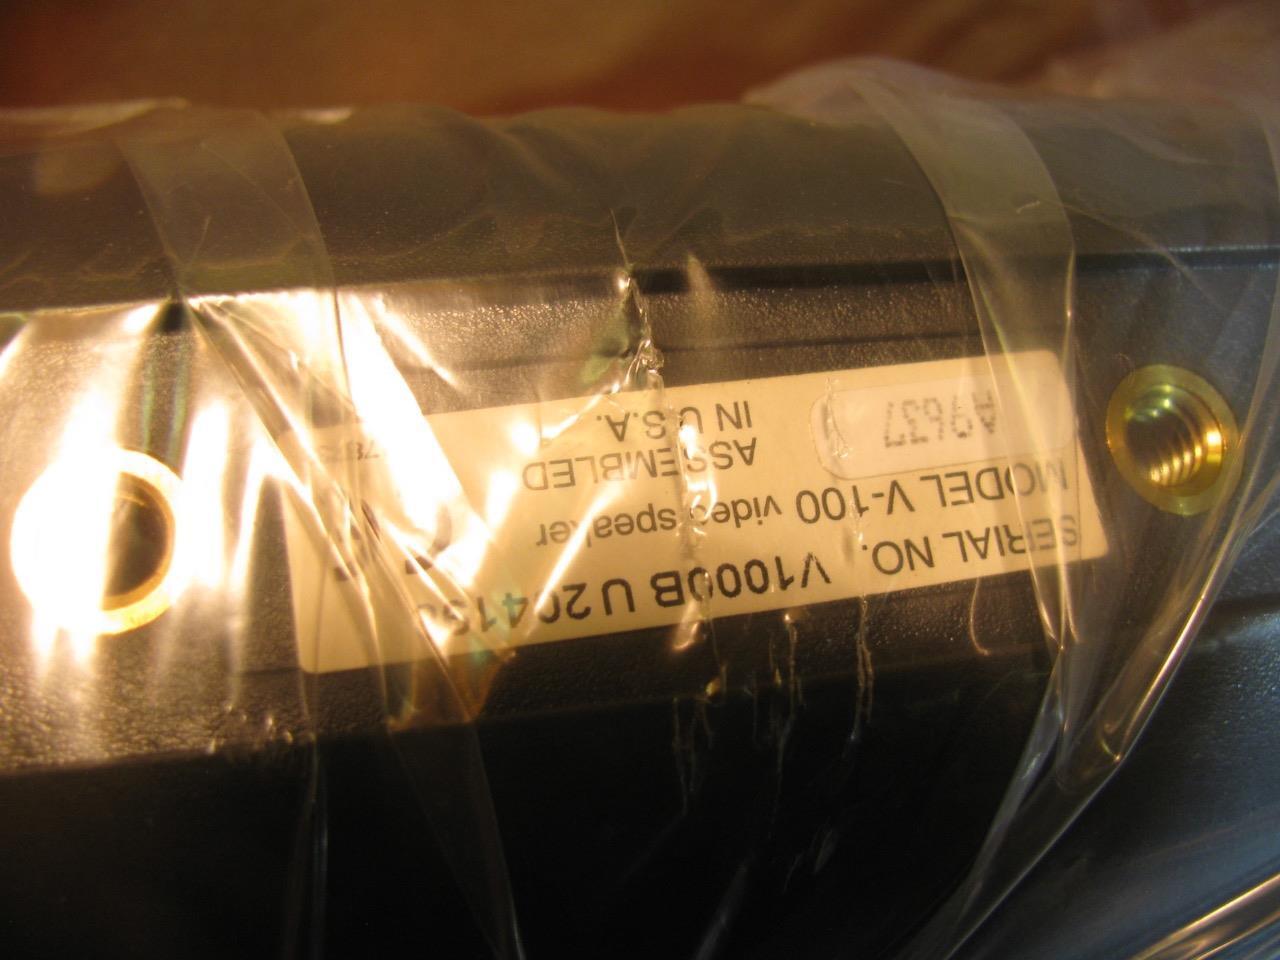 SERIAL NO. V1000B U20415
MODEL V-100 video speaker
A9637
ASSEMBLED
IN U.S.A.